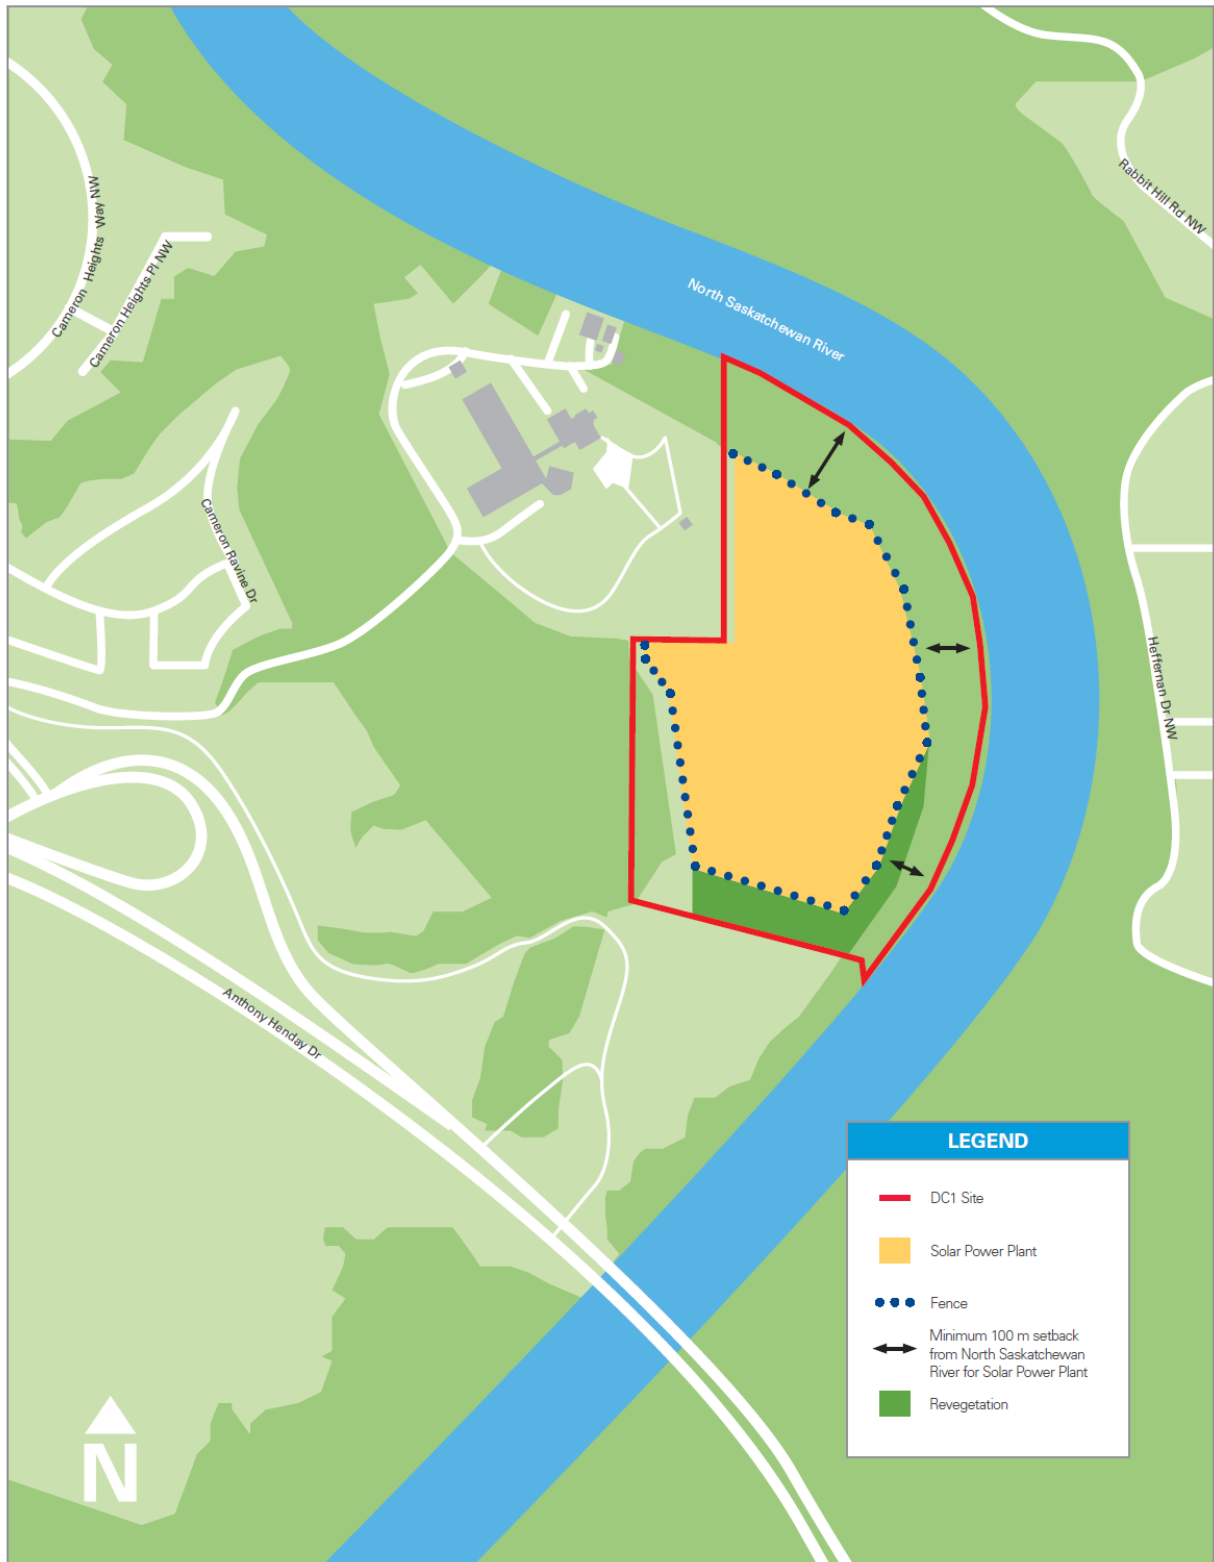 Rabbit Hill Rd NW
Cameron Heights Way NW
Cameron Heights Pl NW
North Saskatchewan River
Cameron Ravine Dr
Heffernan Dr NW
Anthony Henday Dr
LEGEND
DC1 Site
Solar Power Plant
Fence
Minimum 100 m setback
from North Saskatchewan
River for Solar Power Plant
Revegetation
N